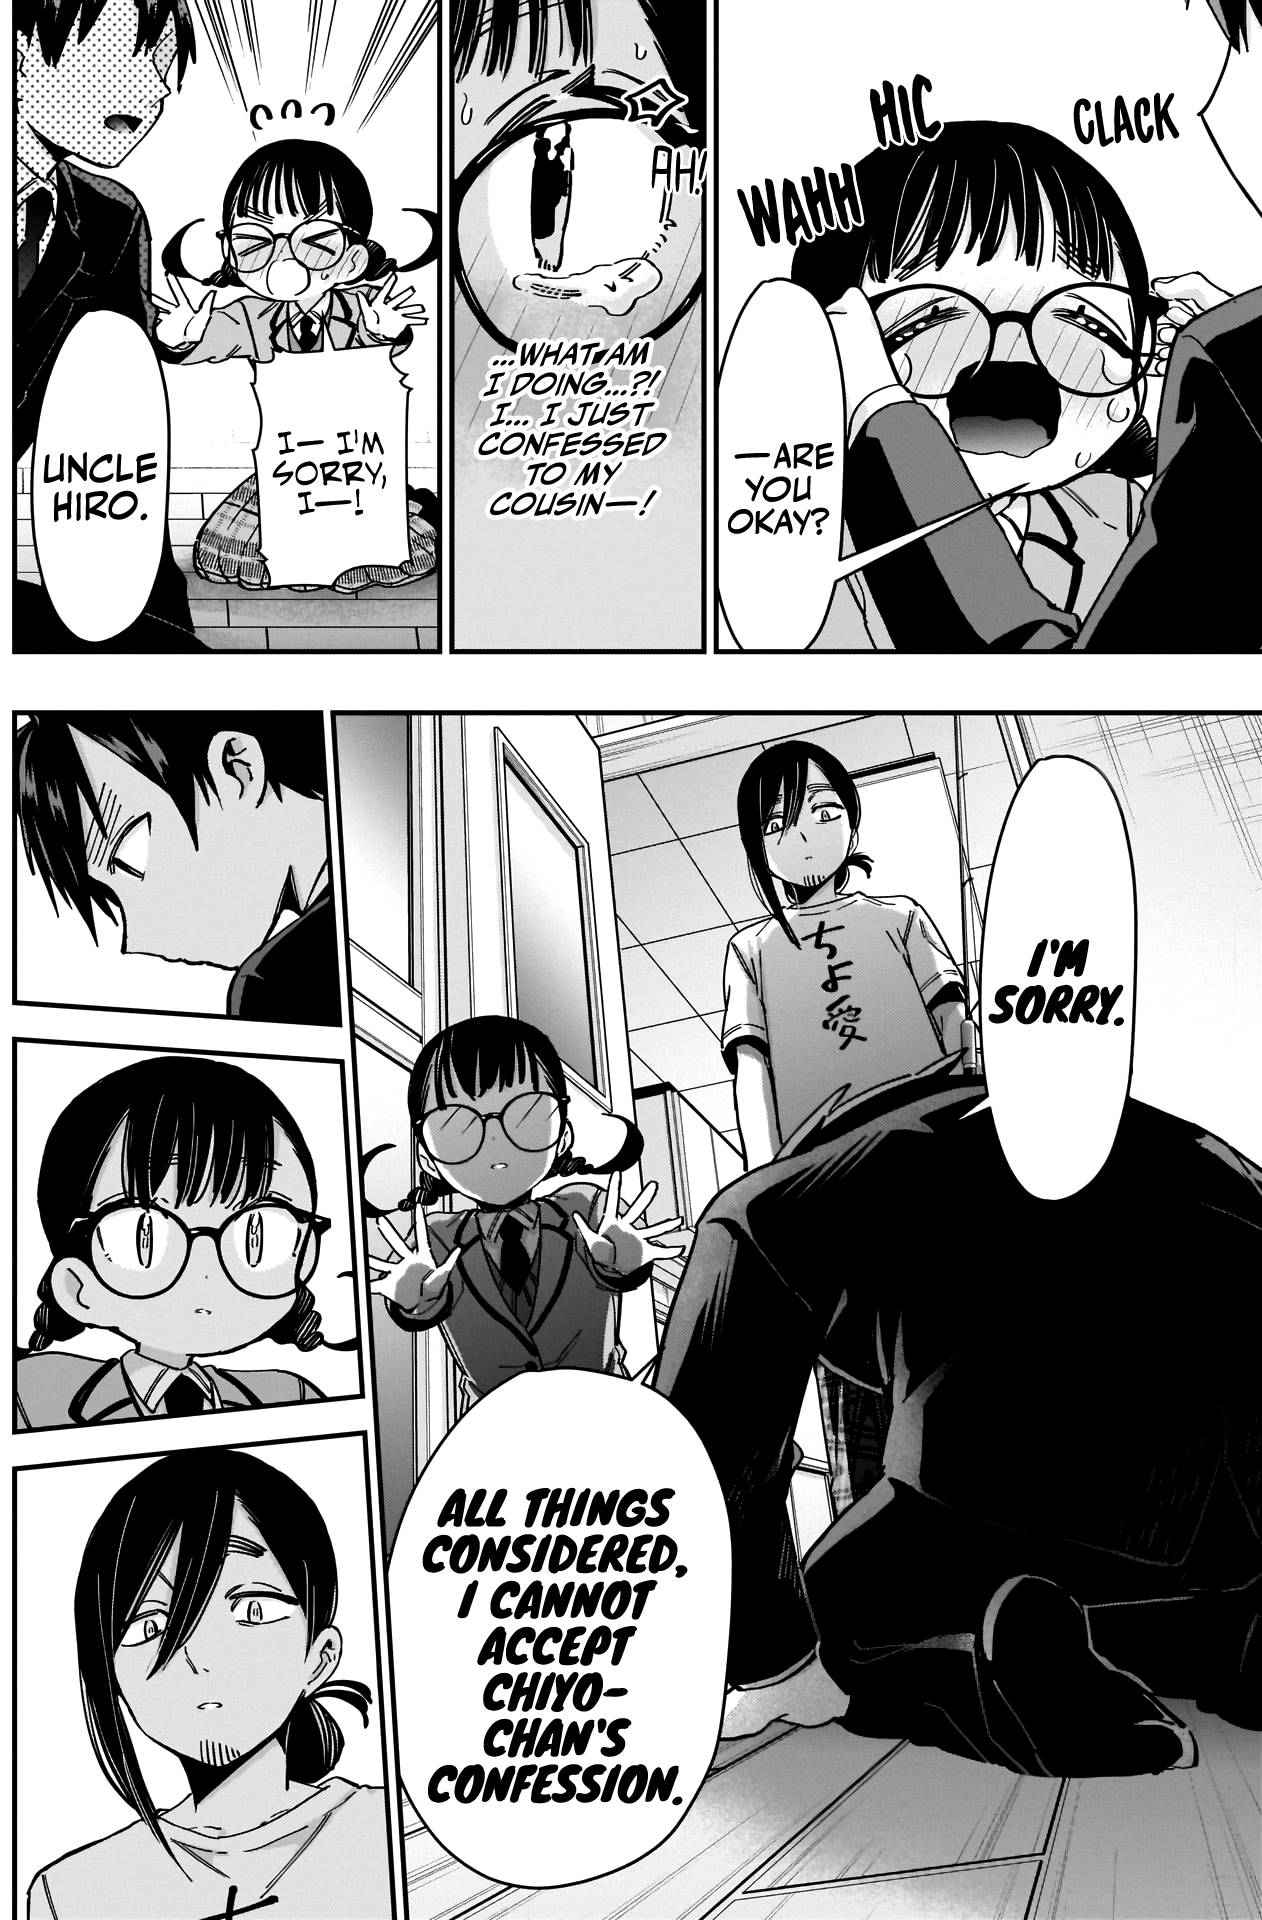 CLACK
HIC
WAHH
—ARE
YOU
OKAY?
AH!
...WHAT AM
I DOING...?!
I... I JUST
CONFESSED
TO MY
COUSIN—!
I— I'M
SORRY,
I—!
UNCLE
HIRO.
I'M
SORRY.
ちよ愛
ALL THINGS
CONSIDERED,
I CANNOT
ACCEPT
CHIYO-
CHAN'S
CONFESSION.